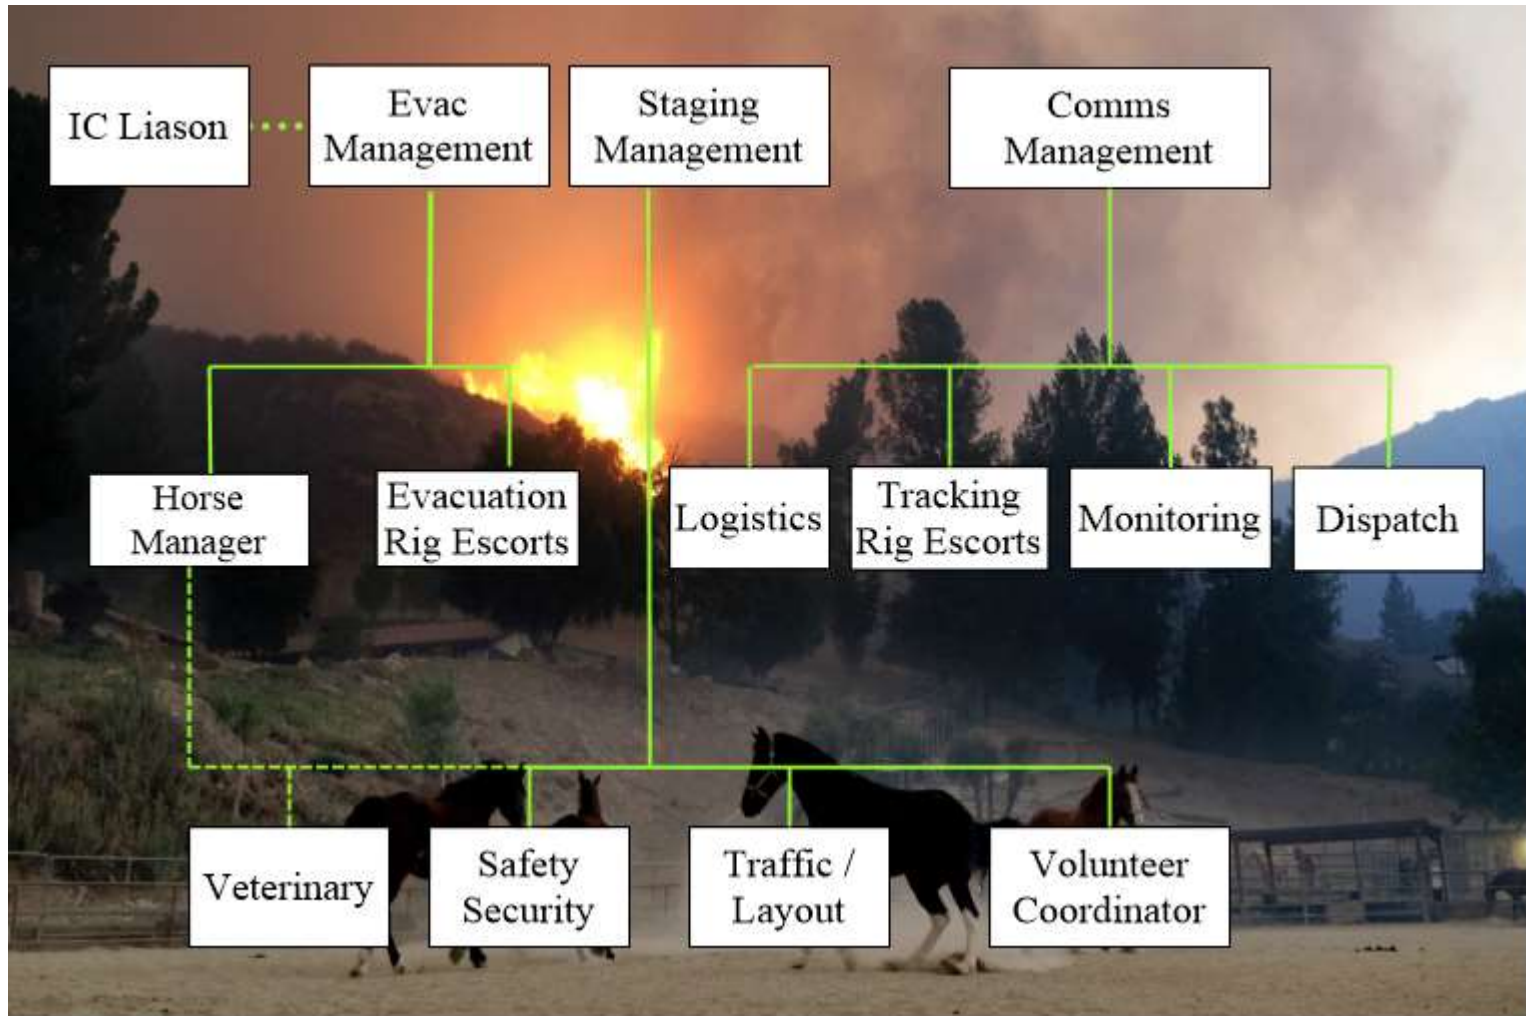 IC Liason
Evac
Management
Staging
Management
Comms
Management
Horse
Manager
Evacuation
Rig Escorts
Logistics
Tracking
Rig Escorts
Monitoring
Dispatch
Veterinary
Safety
Security
Traffic /
Layout
Volunteer
Coordinator